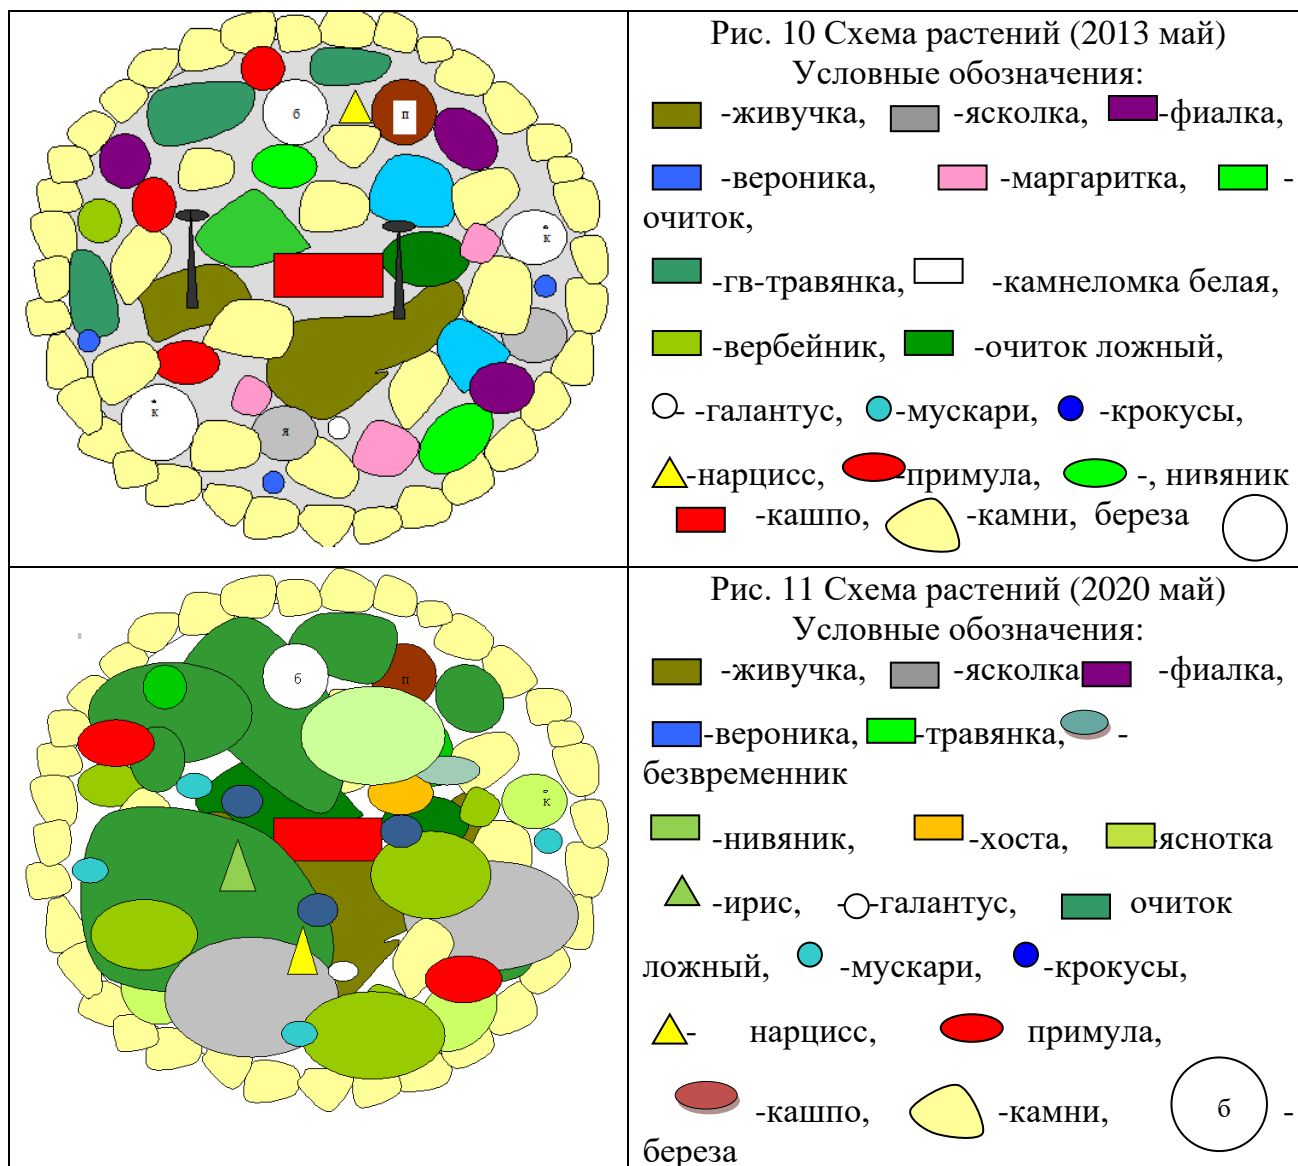 б
п
к
к
я
Рис. 10 Схема растений (2013 май)
Условные обозначения:
-живучка, -ясколка, -фиалка,
-вероника, -маргаритка, -
очиток,
-гв-травянка, -камнеломка белая,
-вербейник, -очиток ложный,
- -галантус, -мускари, -крокусы,
-нарцисс, -примула, -, нивяник
-кашпо, -камни, береза
б
п
к
Рис. 11 Схема растений (2020 май)
Условные обозначения:
-живучка, -ясколка -фиалка,
-вероника, -травянка, -
безвременник
-нивяник, -хоста, -яснотка
-ирис, --галантус, очиток
ложный, -мускари, -крокусы,
- нарцисс, примула,
-кашпо, -камни, б -
береза